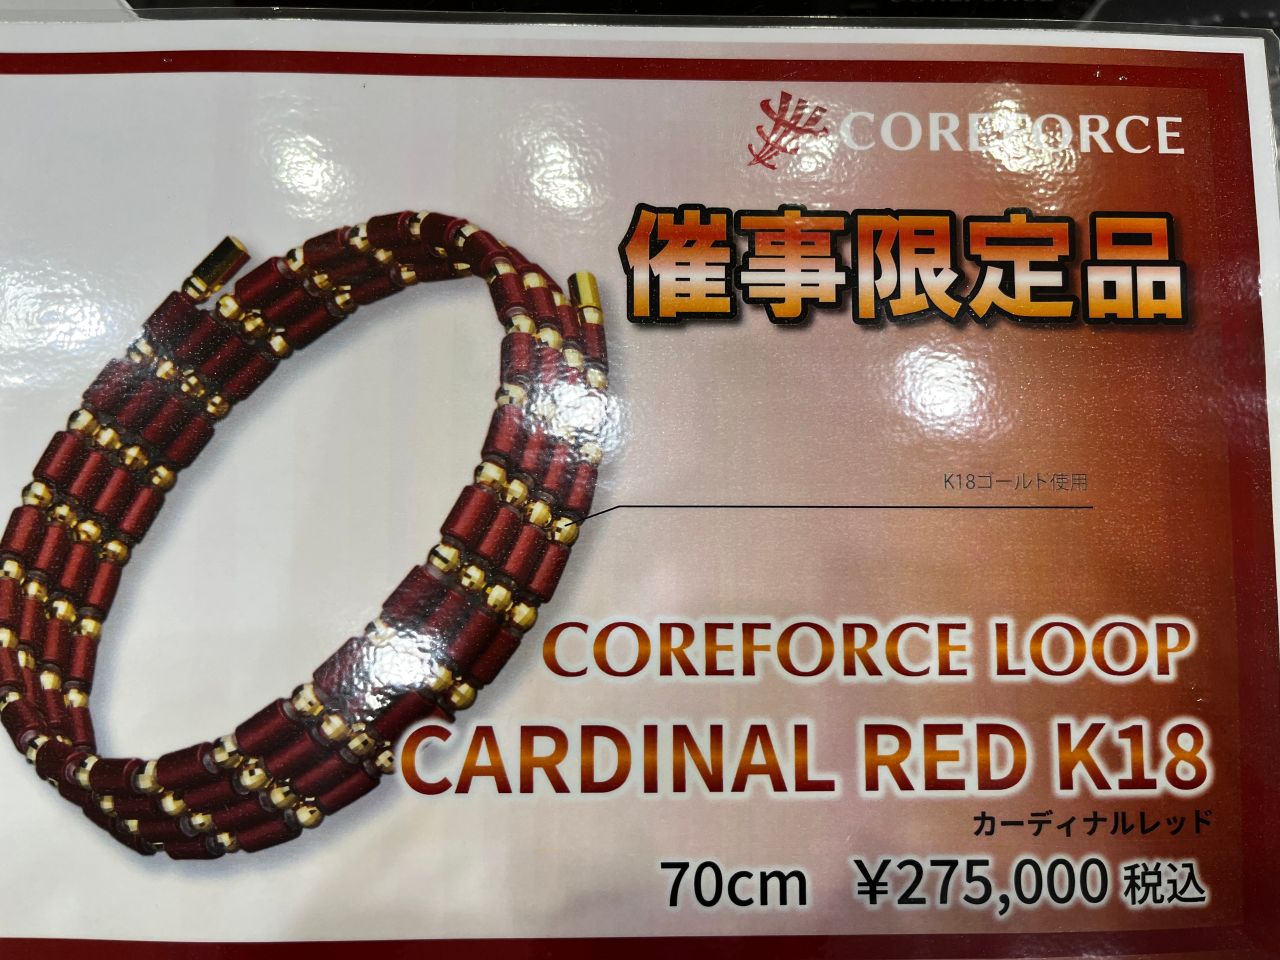 COREFORCE
催事限定品
K18ゴールド使用
COREFORCE LOOP
CARDINAL RED K18
カーディナルレッド
70cm ¥275,000 税込